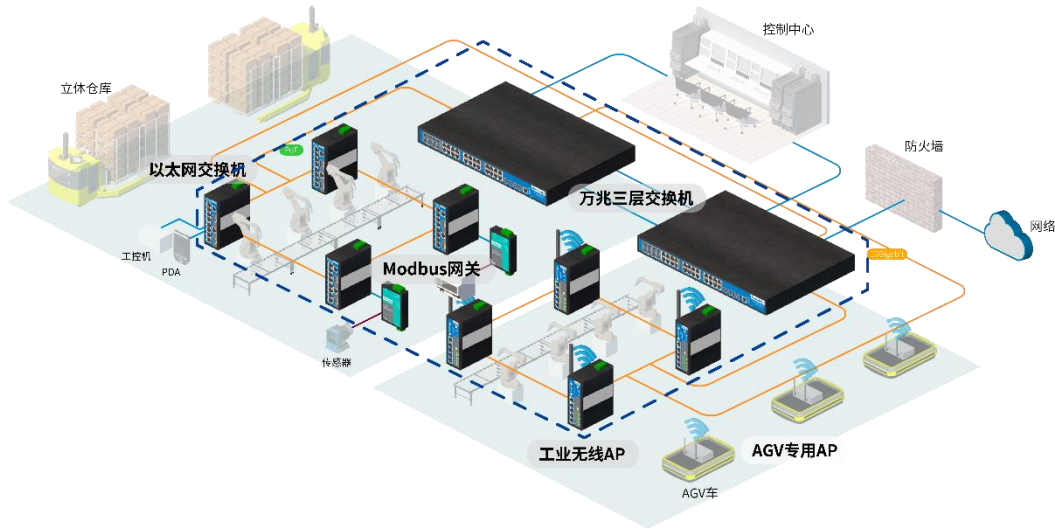 控制中心
立体仓库
防火墙
以太网交换机
万兆三层交换机
网络
工控机
PDA
Modbus网关
传感器
工业无线AP
AGV专用AP
AGV车